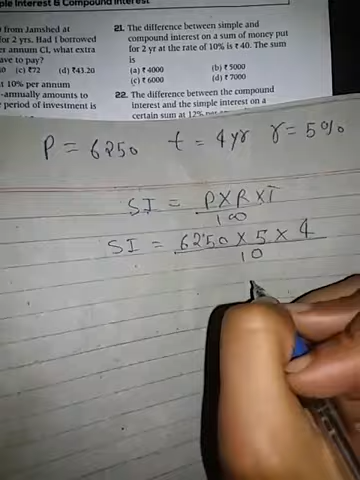 ple Interest & Compound Interest
from Jamshed at
for 2 yrs. Had I borrowed
er annum CI, what extra
ave to pay?
(c) ₹72 (d) ₹43.20
at 10% per annum
-annually amounts to
period of investment is
21. The difference between simple and
compound interest on a sum of money put
for 2 yr at the rate of 10% is ₹ 40. The sum
is
(a) ₹ 4000 (b) ₹ 5000
(c) ₹ 6000 (d) ₹ 7000
22. The difference between the compound
interest and the simple interest on a
certain sum at 12% per
P = 6250 t = 4 yr r = 5%
SI = P X R X T
100
SI = 6250 x 5 x 4
10